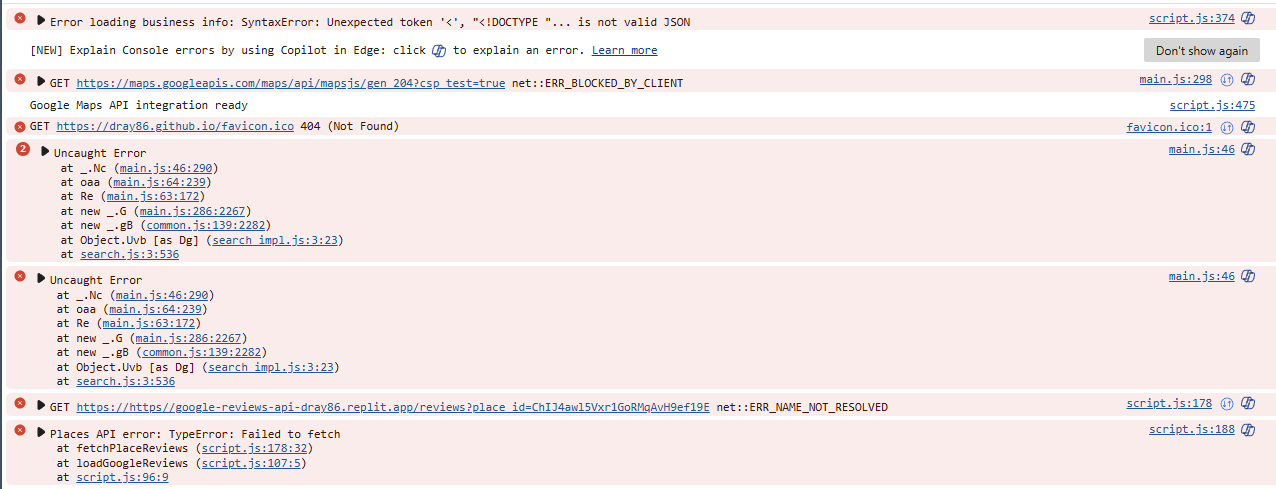 Error loading business info: SyntaxError: Unexpected token '<', "<!DOCTYPE "... is not valid JSON script.js:374
[NEW] Explain Console errors by using Copilot in Edge: click to explain an error. Learn more Don't show again
GET https://maps.googleapis.com/maps/api/mapsjs/gen_204?csp_test=true net::ERR_BLOCKED_BY_CLIENT main.js:298
Google Maps API integration ready script.js:475
GET https://dray86.github.io/favicon.ico 404 (Not Found) favicon.ico:1
2 Uncaught Error main.js:46
at _.Nc (main.js:46:290)
at oaa (main.js:64:239)
at Re (main.js:63:172)
at new _.G (main.js:286:2267)
at new _.gB (common.js:139:2282)
at Object.Uvb [as Dg] (search_impl.js:3:23)
at search.js:3:536
Uncaught Error main.js:46
at _.Nc (main.js:46:290)
at oaa (main.js:64:239)
at Re (main.js:63:172)
at new _.G (main.js:286:2267)
at new _.gB (common.js:139:2282)
at Object.Uvb [as Dg] (search_impl.js:3:23)
at search.js:3:536
GET https://https//google-reviews-api-dray86.replit.app/reviews?place_id=ChIJ4awl5Vxr1GoRMqAvH9ef19E net::ERR_NAME_NOT_RESOLVED script.js:178
Places API error: TypeError: Failed to fetch script.js:188
at fetchPlaceReviews (script.js:178:32)
at loadGoogleReviews (script.js:107:5)
at script.js:96:9